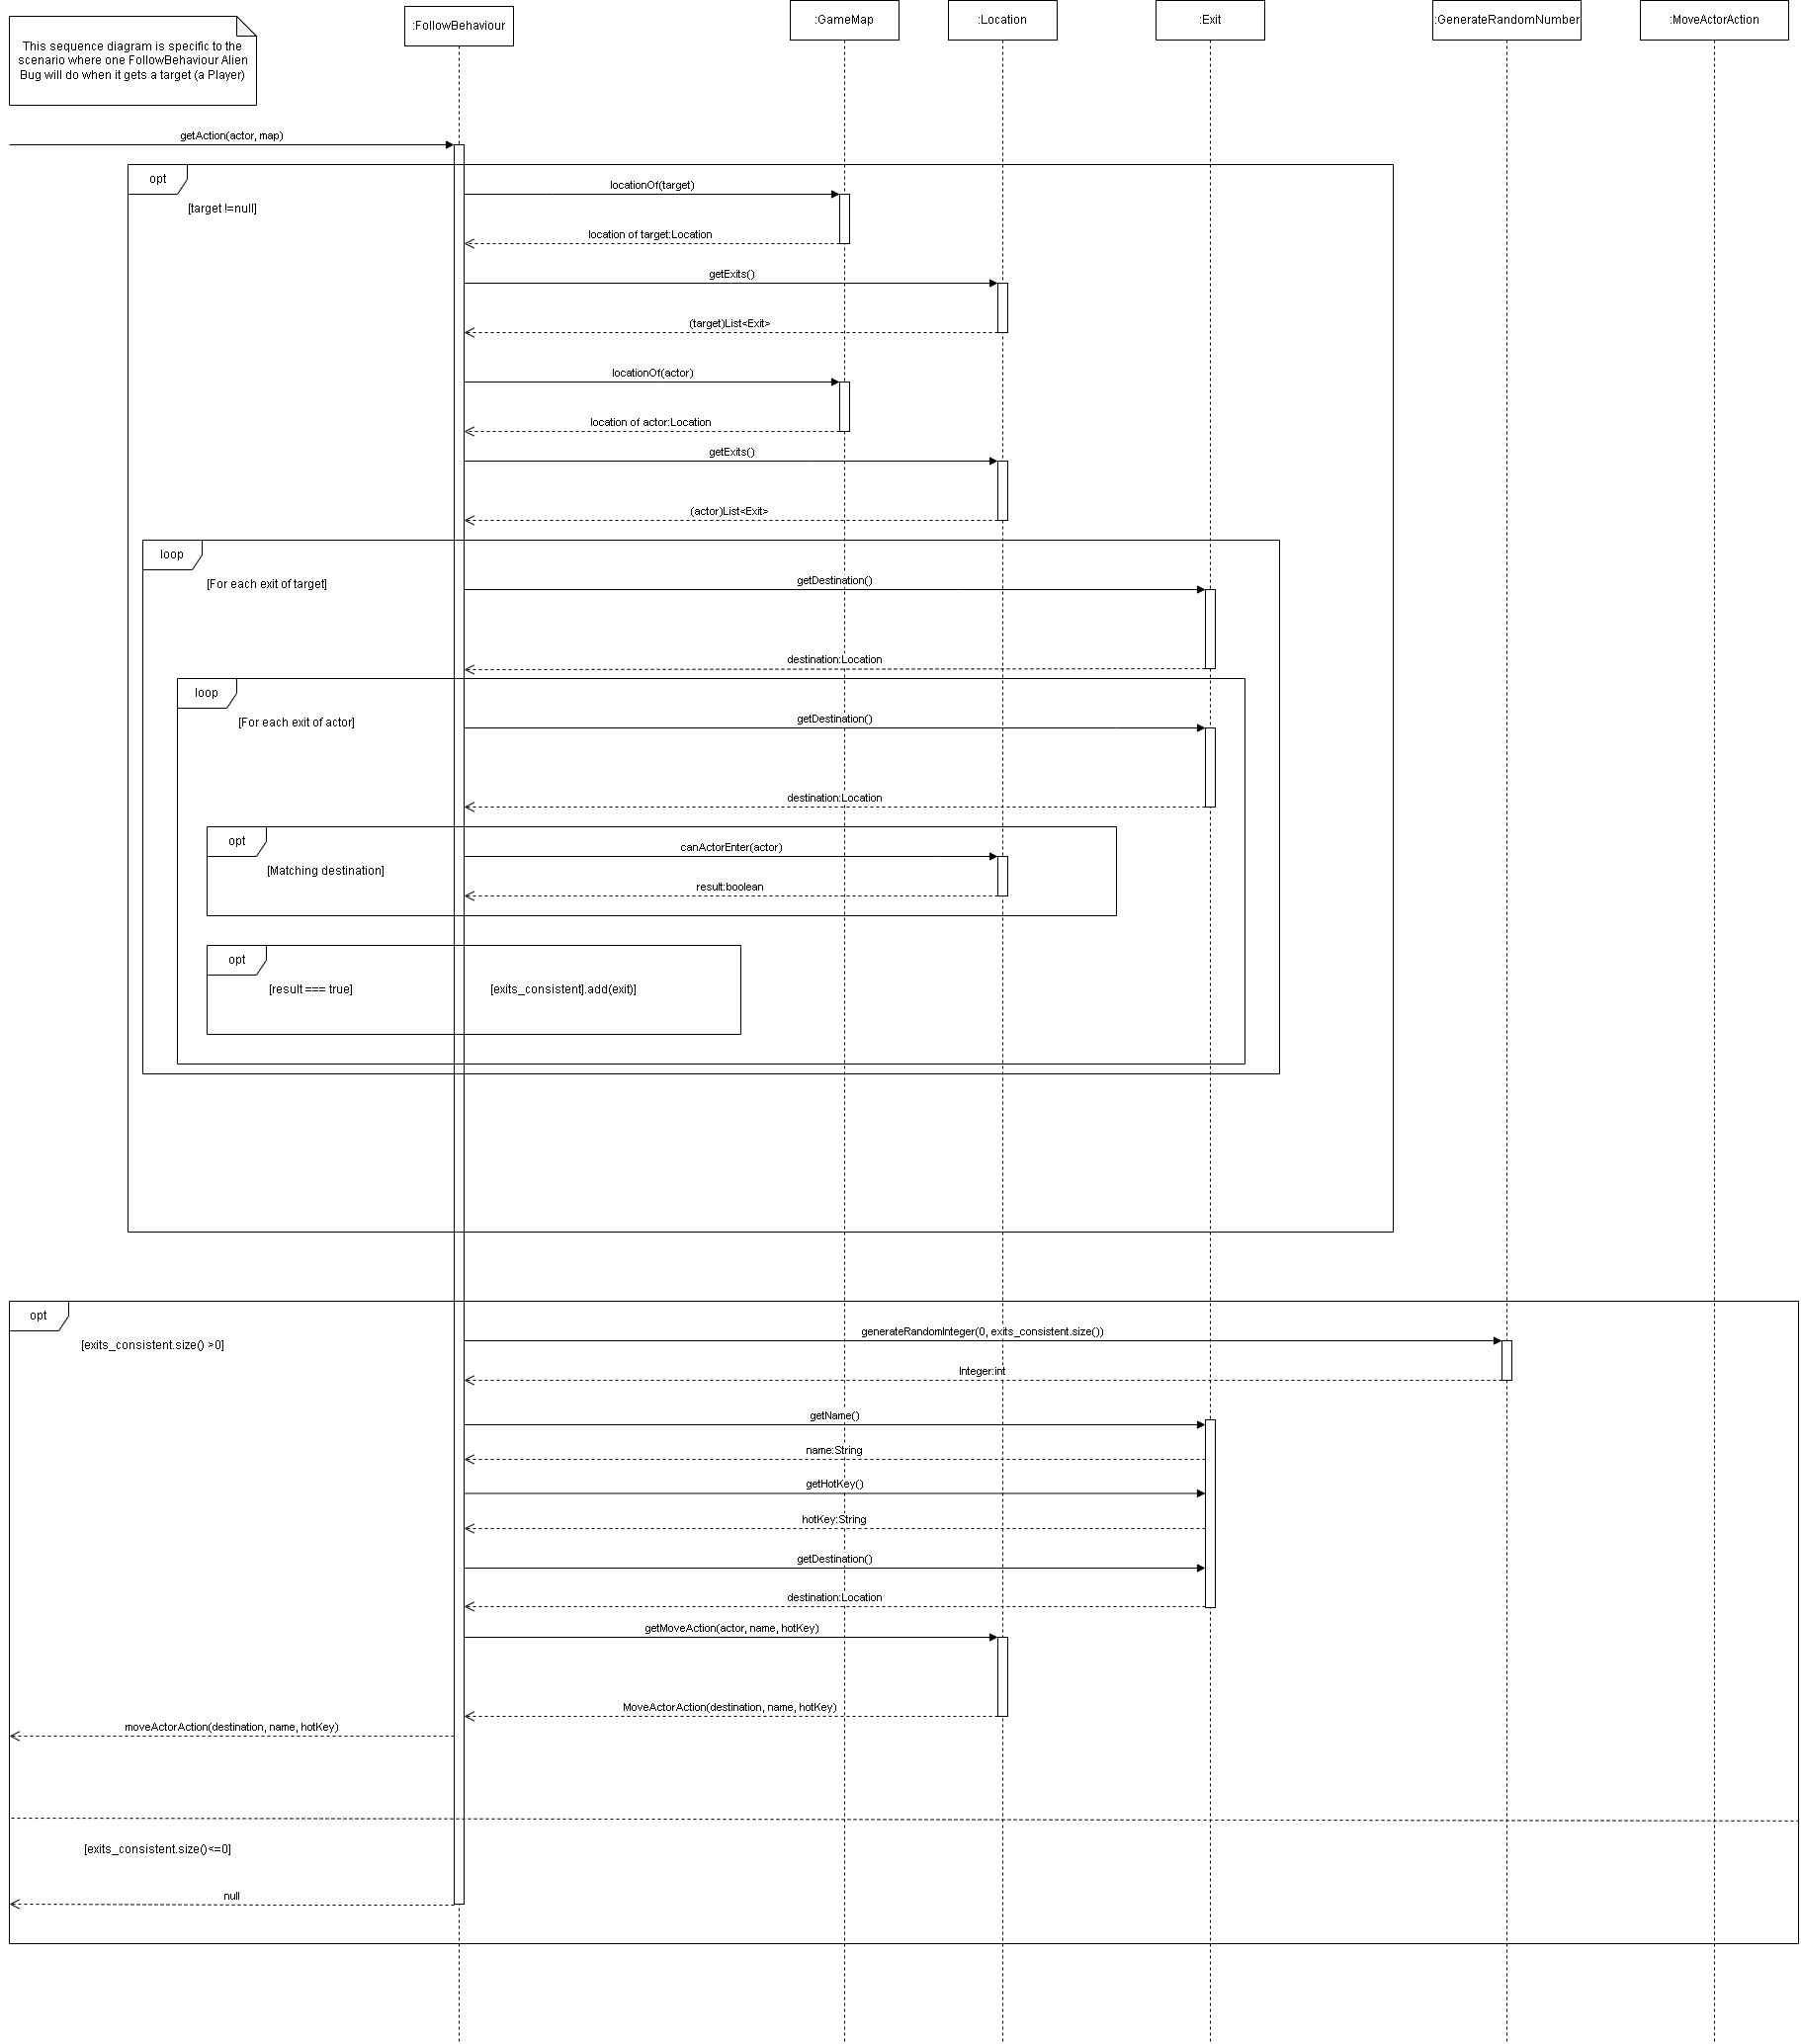 This sequence diagram is specific to the
scenario where one FollowBehaviour Alien
Bug will do when it gets a target (a Player)
:FollowBehaviour
:GameMap
:Location
:Exit
:GenerateRandomNumber
:MoveActorAction
getAction(actor, map)
opt
[target !=null]
locationOf(target)
location of target:Location
getExits()
(target)List<Exit>
locationOf(actor)
location of actor:Location
getExits()
(actor)List<Exit>
loop
[For each exit of target]
getDestination()
destination:Location
loop
[For each exit of actor]
getDestination()
destination:Location
opt
[Matching destination]
canActorEnter(actor)
result:boolean
opt
[result === true]
[exits_consistent].add(exit)]
opt
[exits_consistent.size() >0]
generateRandomInteger(0, exits_consistent.size())
Integer:int
getName()
name:String
getHotKey()
hotKey:String
getDestination()
destination:Location
getMoveAction(actor, name, hotKey)
MoveActorAction(destination, name, hotKey)
moveActorAction(destination, name, hotKey)
[exits_consistent.size()<=0]
null